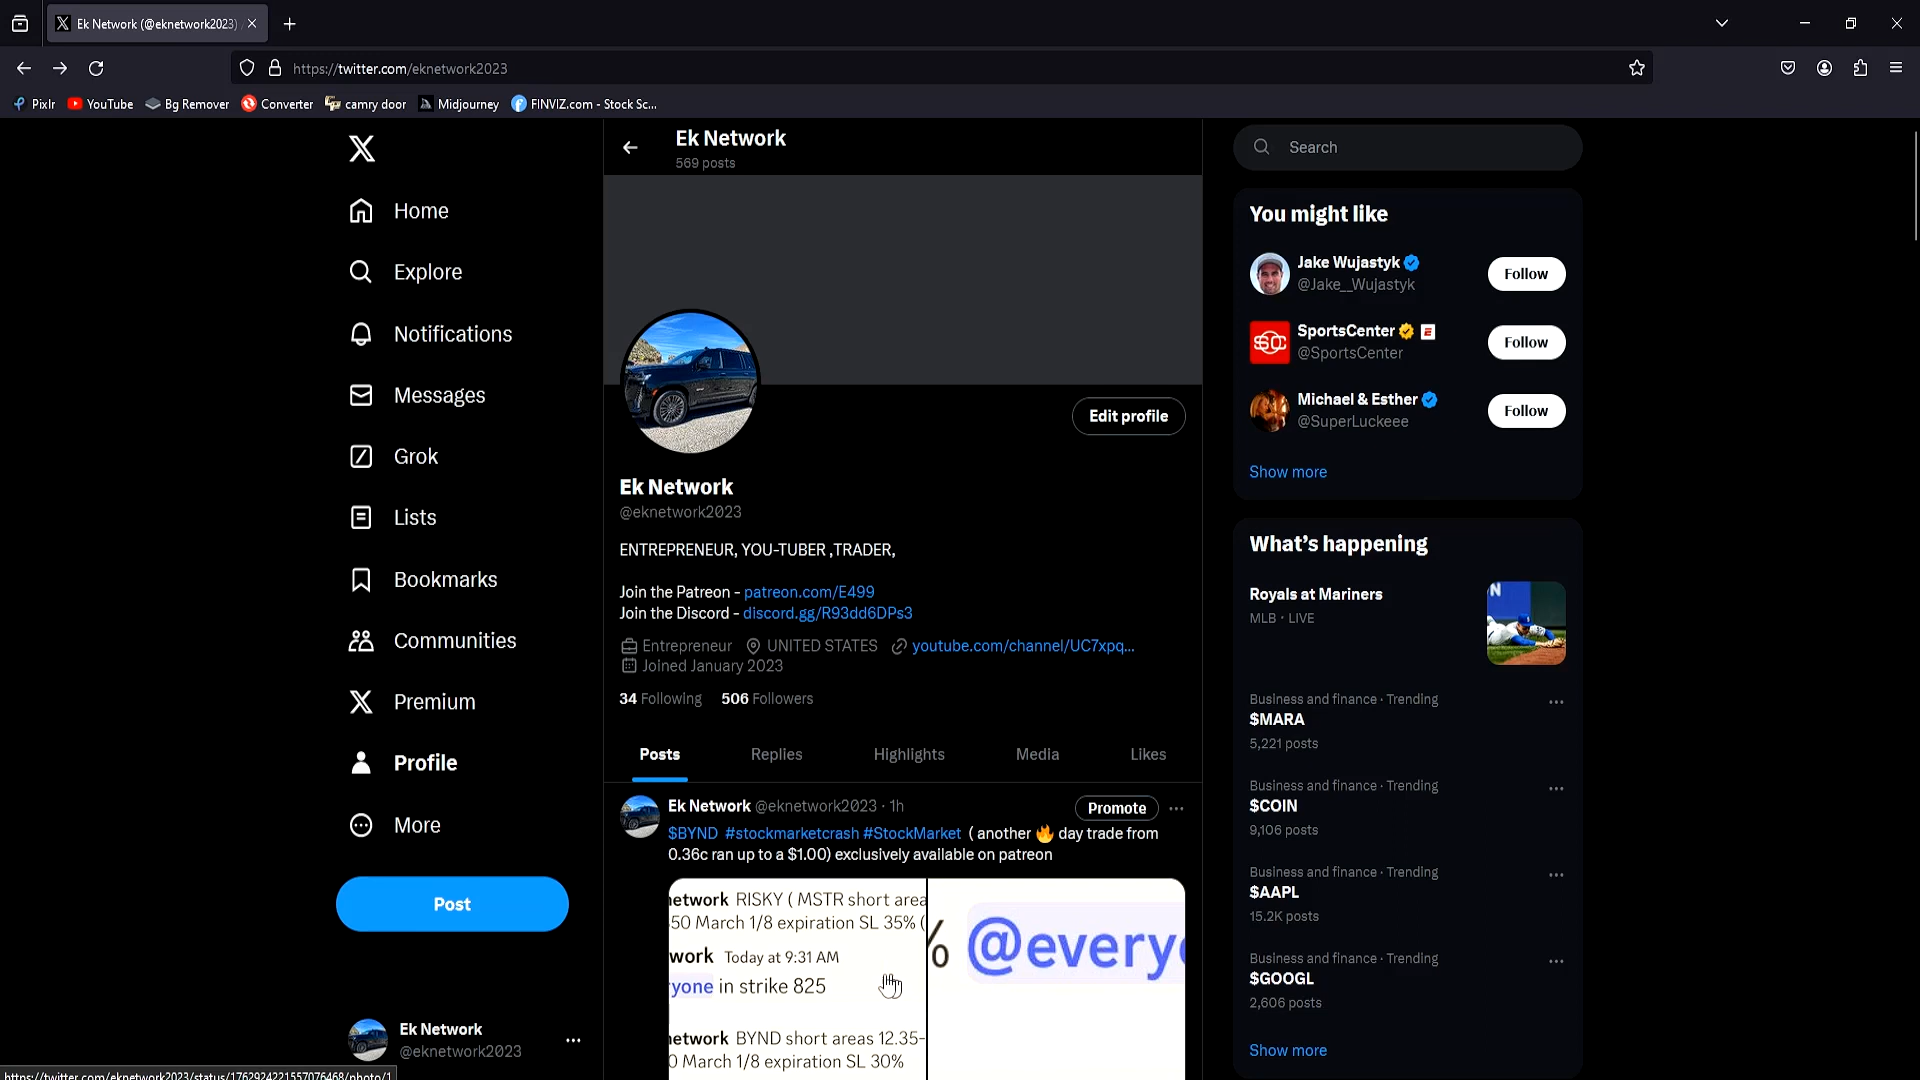 Ek Network (@eknetwork2023)
https://twitter.com/eknetwork2023
Pixlr
YouTube
Bg Remover
Converter
camry door
Midjourney
FINVIZ.com - Stock Sc...
Home
Explore
Notifications
Messages
Grok
Lists
Bookmarks
Communities
Premium
Profile
More
Post
Ek Network
@eknetwork2023
Ek Network
569 posts
Edit profile
Ek Network
@eknetwork2023
ENTREPRENEUR, YOU-TUBER ,TRADER,
Join the Patreon - patreon.com/E499
Join the Discord - discord.gg/R93dd6DPs3
Entrepreneur UNITED STATES youtube.com/channel/UC7xpq...
Joined January 2023
34 Following 506 Followers
Posts Replies Highlights Media Likes
Ek Network @eknetwork2023 · 1h
Promote
$BYND #stockmarketcrash #StockMarket ( another 🔥 day trade from
0.36c ran up to a $1.00) exclusively available on patreon
etwork RISKY ( MSTR short area
50 March 1/8 expiration SL 35% (
work Today at 9:31 AM
yone in strike 825
etwork BYND short areas 12.35-
0 March 1/8 expiration SL 30%
% @every
Search
You might like
Jake Wujastyk
@Jake__Wujastyk
Follow
SportsCenter
@SportsCenter
Follow
Michael & Esther
@SuperLuckeee
Follow
Show more
What's happening
Royals at Mariners
MLB · LIVE
Business and finance · Trending
$MARA
5,221 posts
Business and finance · Trending
$COIN
9,106 posts
Business and finance · Trending
$AAPL
15.2K posts
Business and finance · Trending
$GOOGL
2,606 posts
Show more
https://twitter.com/eknetwork2023/status/1762924221557076468/photo/1